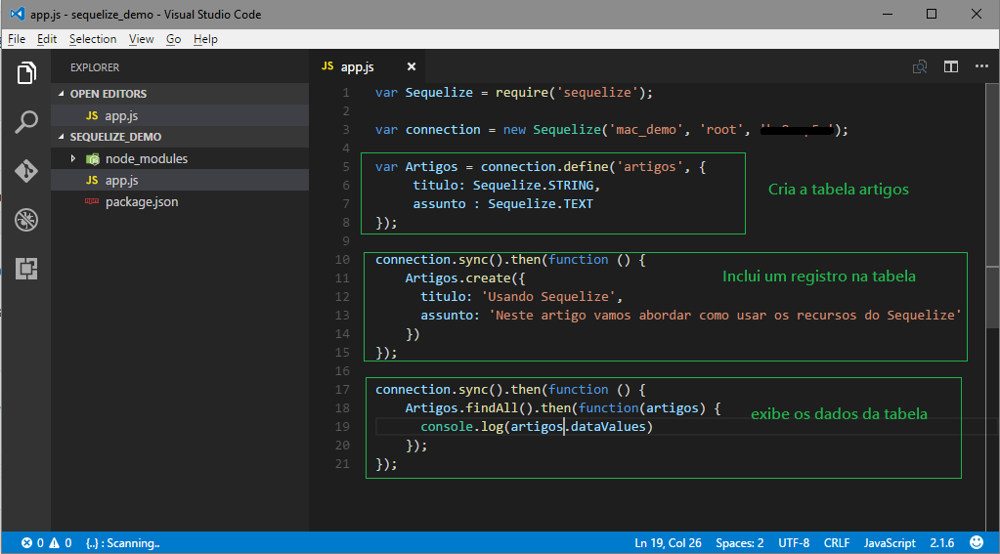 app.js - sequelize_demo - Visual Studio Code
File Edit Selection View Go Help
EXPLORER
OPEN EDITORS
JS app.js
SEQUELIZE_DEMO
node_modules
JS app.js
package.json
JS app.js
1 var Sequelize = require('sequelize');
2
3 var connection = new Sequelize('mac_demo', 'root', ');
4
5 var Artigos = connection.define('artigos', {
6 titulo: Sequelize.STRING,
7 assunto : Sequelize.TEXT
8 });
Cria a tabela artigos
9
10 connection.sync().then(function () {
11 Artigos.create({
12 titulo: 'Usando Sequelize',
13 assunto: 'Neste artigo vamos abordar como usar os recursos do Sequelize'
14 })
15 });
Inclui um registro na tabela
16
17 connection.sync().then(function () {
18 Artigos.findAll().then(function(artigos) {
19 console.log(artigos.dataValues)
20 });
21 });
exibe os dados da tabela
0 0 {..} : Scanning.. Ln 19, Col 26 Spaces: 2 UTF-8 CRLF JavaScript 2.1.6